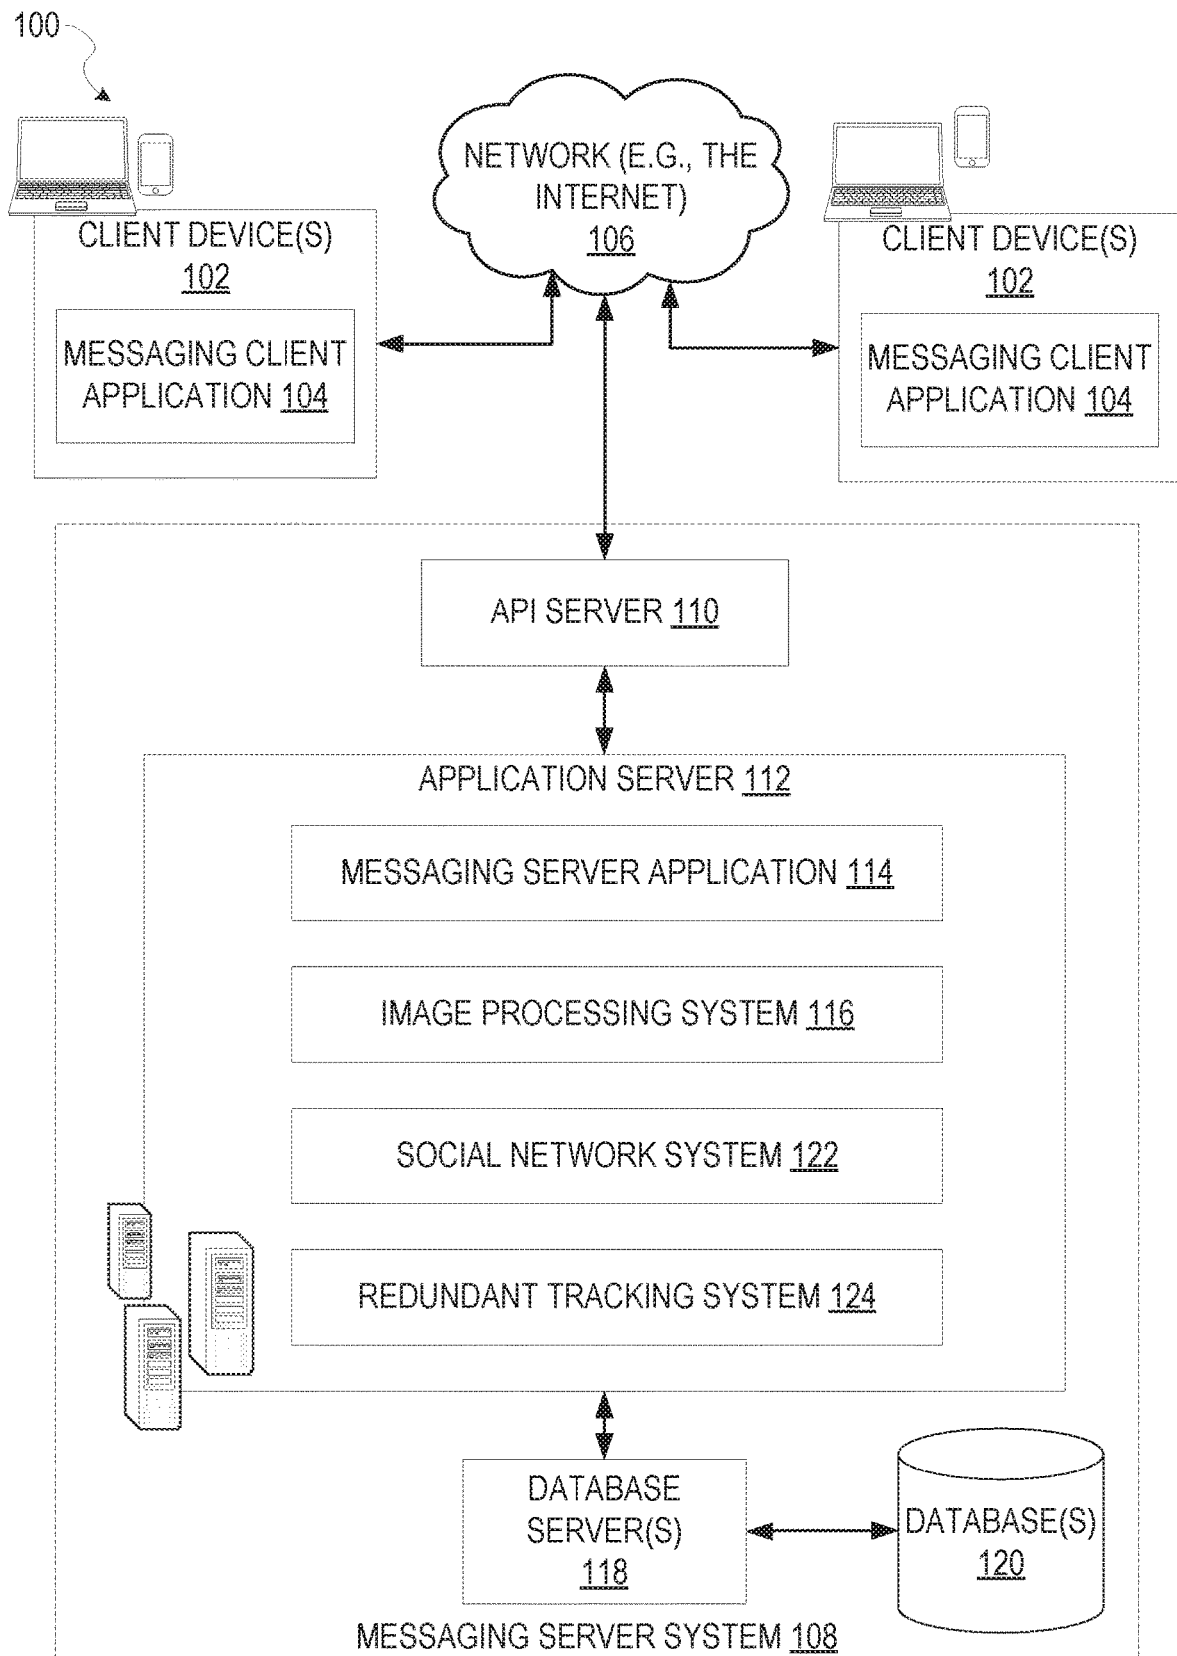 100
NETWORK (E.G., THE
INTERNET)
106
CLIENT DEVICE(S)
102
MESSAGING CLIENT
APPLICATION 104
CLIENT DEVICE(S)
102
MESSAGING CLIENT
APPLICATION 104
API SERVER 110
APPLICATION SERVER 112
MESSAGING SERVER APPLICATION 114
IMAGE PROCESSING SYSTEM 116
SOCIAL NETWORK SYSTEM 122
REDUNDANT TRACKING SYSTEM 124
DATABASE
SERVER(S)
118
DATABASE(S)
120
MESSAGING SERVER SYSTEM 108